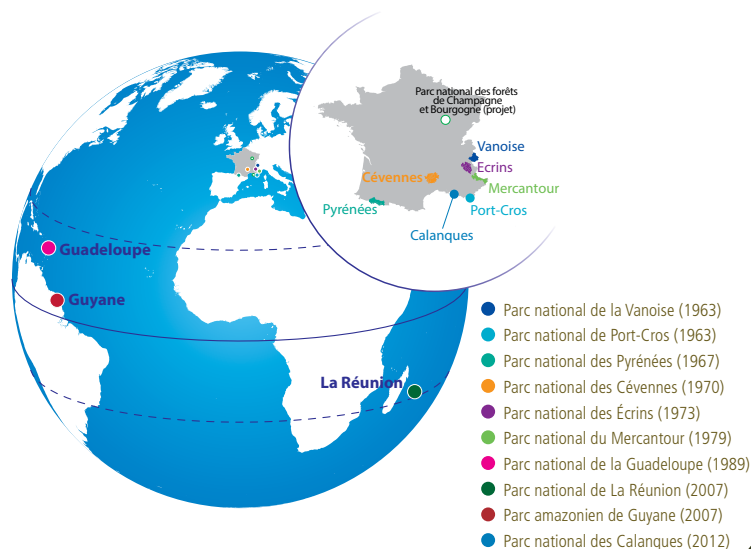 Parc national des forêts
de Champagne
et Bourgogne (projet)
Vanoise
Ecrins
Cévennes
Mercantour
Pyrénées
Port-Cros
Calanques
Guadeloupe
Guyane
La Réunion
Parc national de la Vanoise (1963)
Parc national de Port-Cros (1963)
Parc national des Pyrénées (1967)
Parc national des Cévennes (1970)
Parc national des Écrins (1973)
Parc national du Mercantour (1979)
Parc national de la Guadeloupe (1989)
Parc national de La Réunion (2007)
Parc amazonien de Guyane (2007)
Parc national des Calanques (2012)